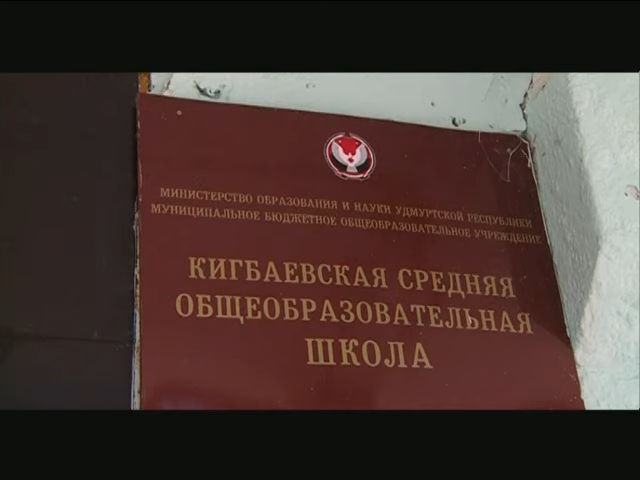 МИНИСТЕРСТВО ОБРАЗОВАНИЯ И НАУКИ УДМУРТСКОЙ РЕСПУБЛИКИ
МУНИЦИПАЛЬНОЕ БЮДЖЕТНОЕ ОБЩЕОБРАЗОВАТЕЛЬНОЕ УЧРЕЖДЕНИЕ
КИГБАЕВСКАЯ СРЕДНЯЯ
ОБЩЕОБРАЗОВАТЕЛЬНАЯ
ШКОЛА